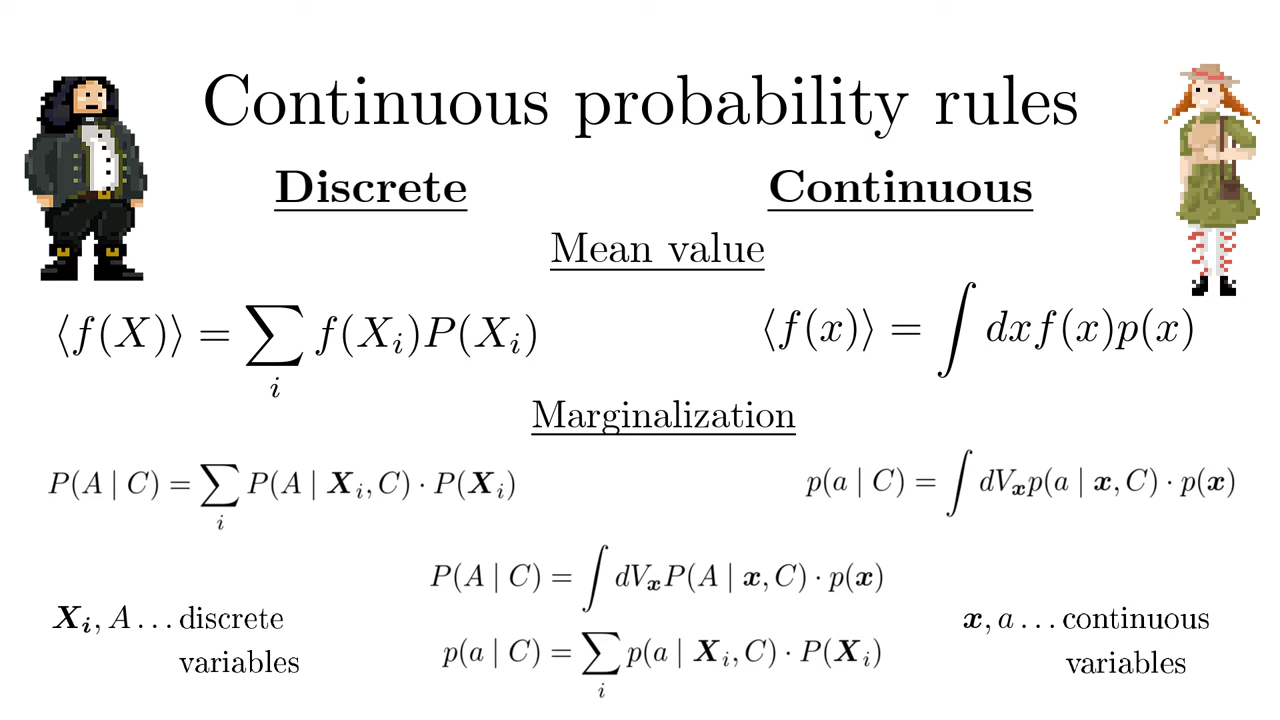 Continuous probability rules
Discrete
Continuous
Mean value
⟨f(X)⟩ = ∑_i f(X_i)P(X_i)
⟨f(x)⟩ = ∫ dxf(x)p(x)
Marginalization
P(A | C) = ∑_i P(A | X_i, C) · P(X_i)
p(a | C) = ∫ dV_x p(a | x, C) · p(x)
P(A | C) = ∫ dV_x P(A | x, C) · p(x)
p(a | C) = ∑_i p(a | X_i, C) · P(X_i)
X_i, A … discrete
variables
x, a … continuous
variables